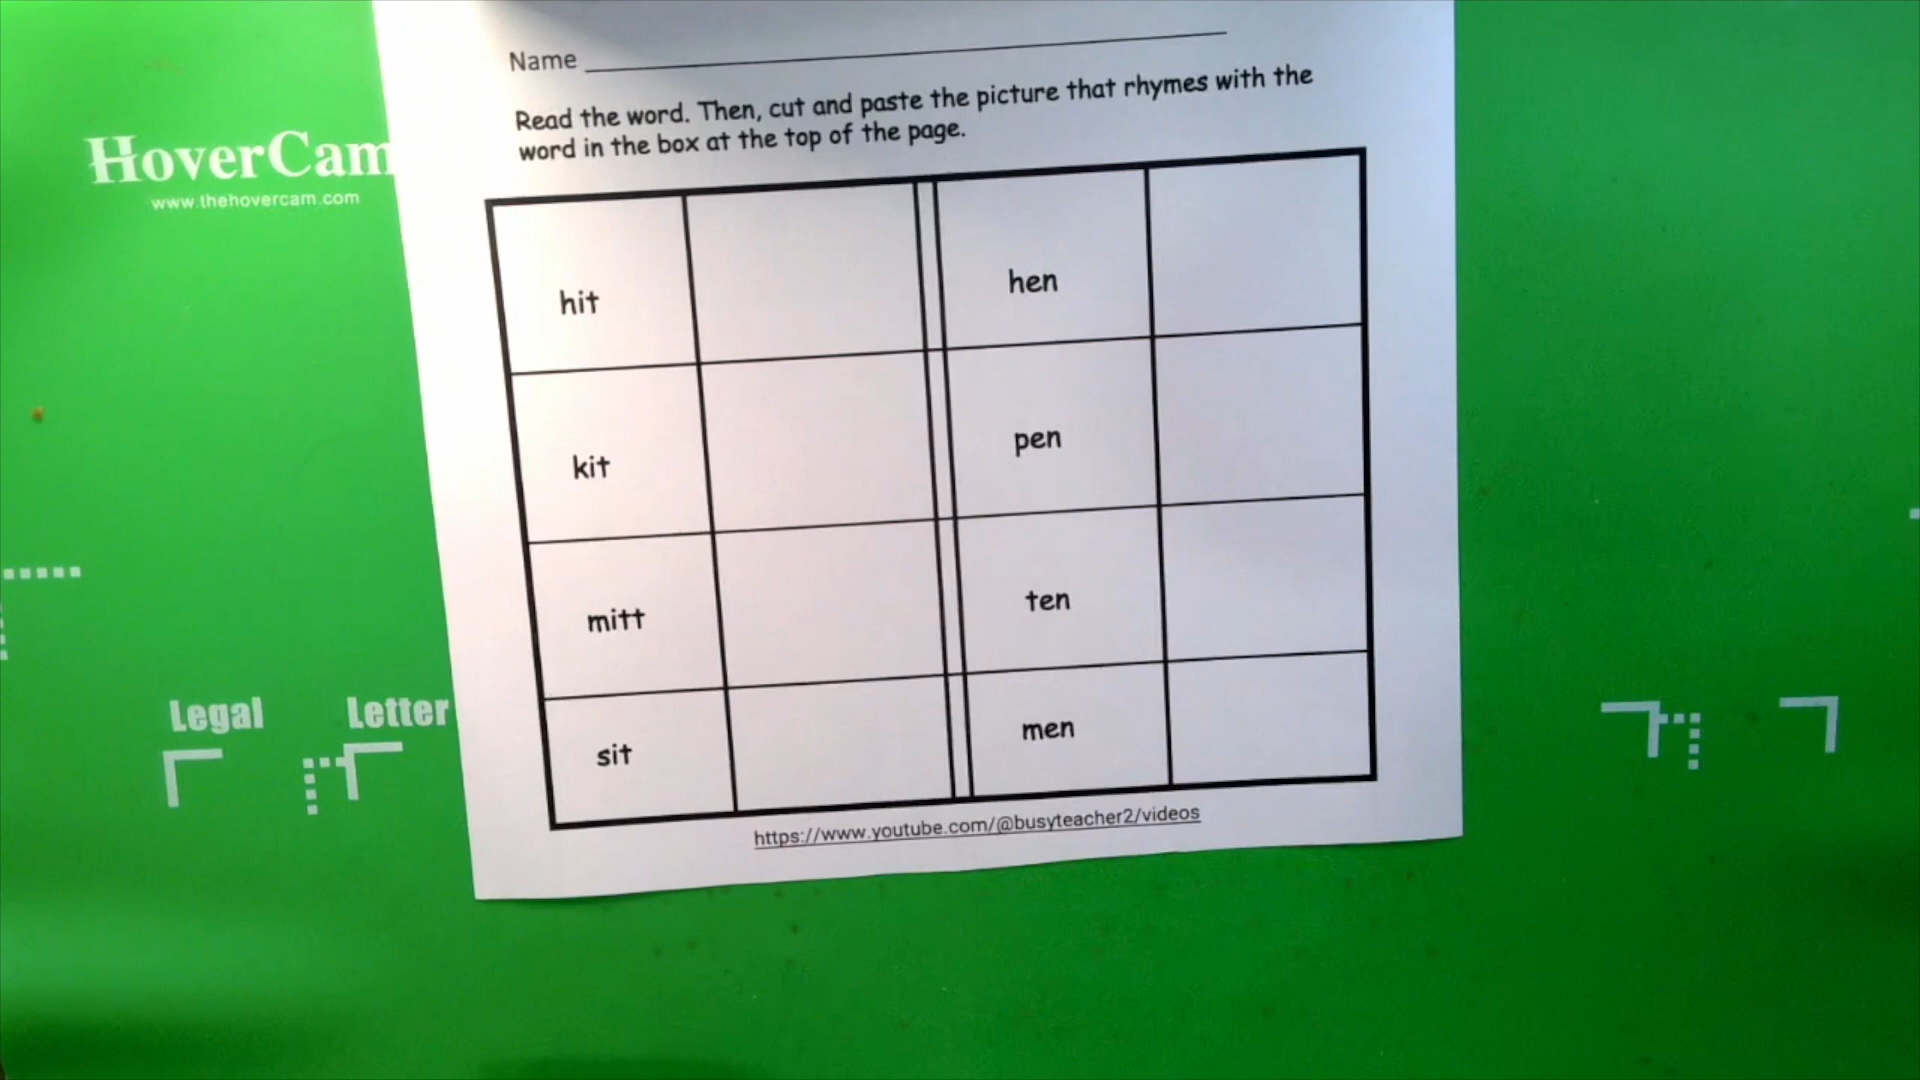 Name
Read the word. Then, cut and paste the picture that rhymes with the
word in the box at the top of the page.
HoverCam
www.thehovercam.com
hit
hen
kit
pen
mitt
ten
sit
men
Legal
Letter
https://www.youtube.com/@busyteacher2/videos